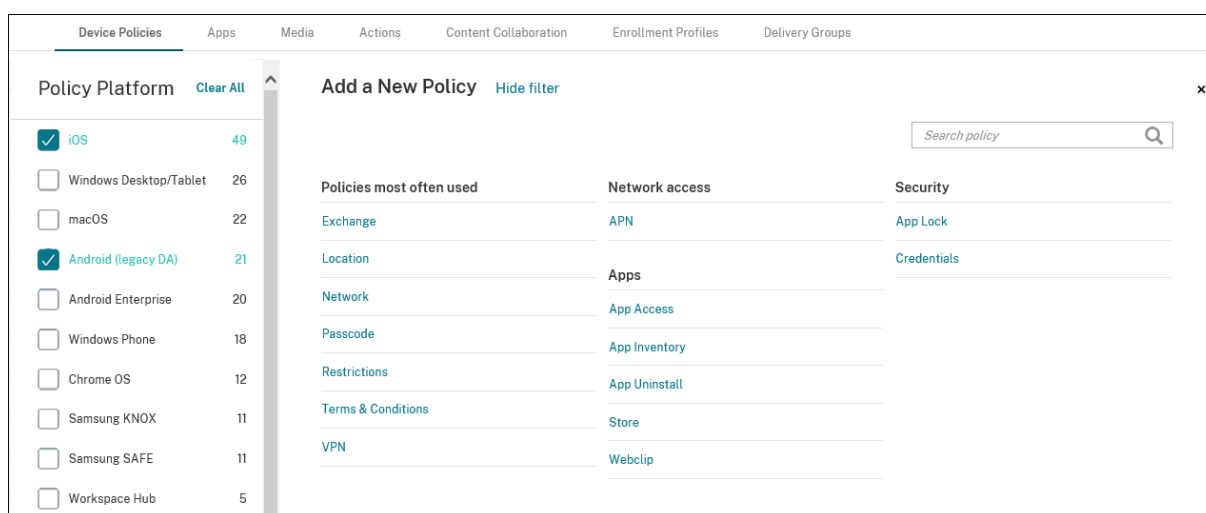 Device Policies Apps Media Actions Content Collaboration Enrollment Profiles Delivery Groups
Policy Platform Clear All
iOS 49
Windows Desktop/Tablet 26
macOS 22
Android (legacy DA) 21
Android Enterprise 20
Windows Phone 18
Chrome OS 12
Samsung KNOX 11
Samsung SAFE 11
Workspace Hub 5
Add a New Policy Hide filter
Search policy
Policies most often used
Exchange
Location
Network
Passcode
Restrictions
Terms & Conditions
VPN
Network access
APN
Apps
App Access
App Inventory
App Uninstall
Store
Webclip
Security
App Lock
Credentials